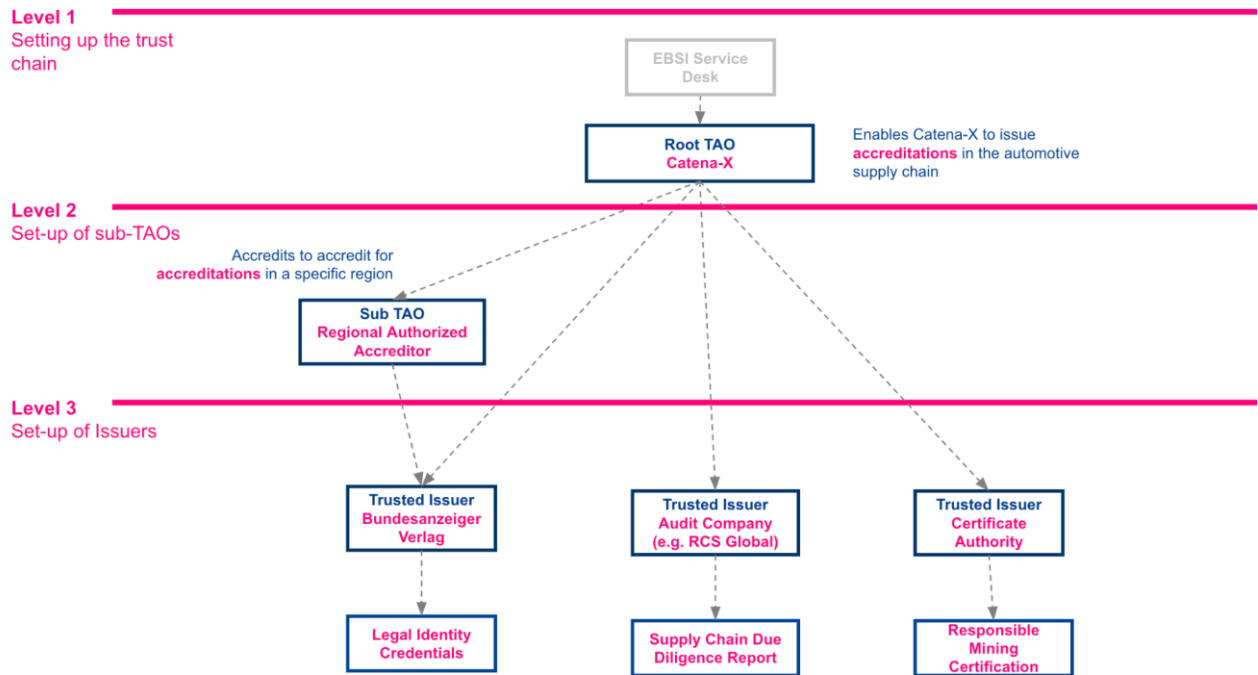 Level 1
Setting up the trust
chain
EBSI Service
Desk
Root TAO
Catena-X
Enables Catena-X to issue
accreditations in the automotive
supply chain
Level 2
Set-up of sub-TAOs
Accredits to accredit for
accreditations in a specific region
Sub TAO
Regional Authorized
Accreditor
Level 3
Set-up of Issuers
Trusted Issuer
Bundesanzeiger
Verlag
Trusted Issuer
Audit Company
(e.g. RCS Global)
Trusted Issuer
Certificate
Authority
Legal Identity
Credentials
Supply Chain Due
Diligence Report
Responsible
Mining
Certification